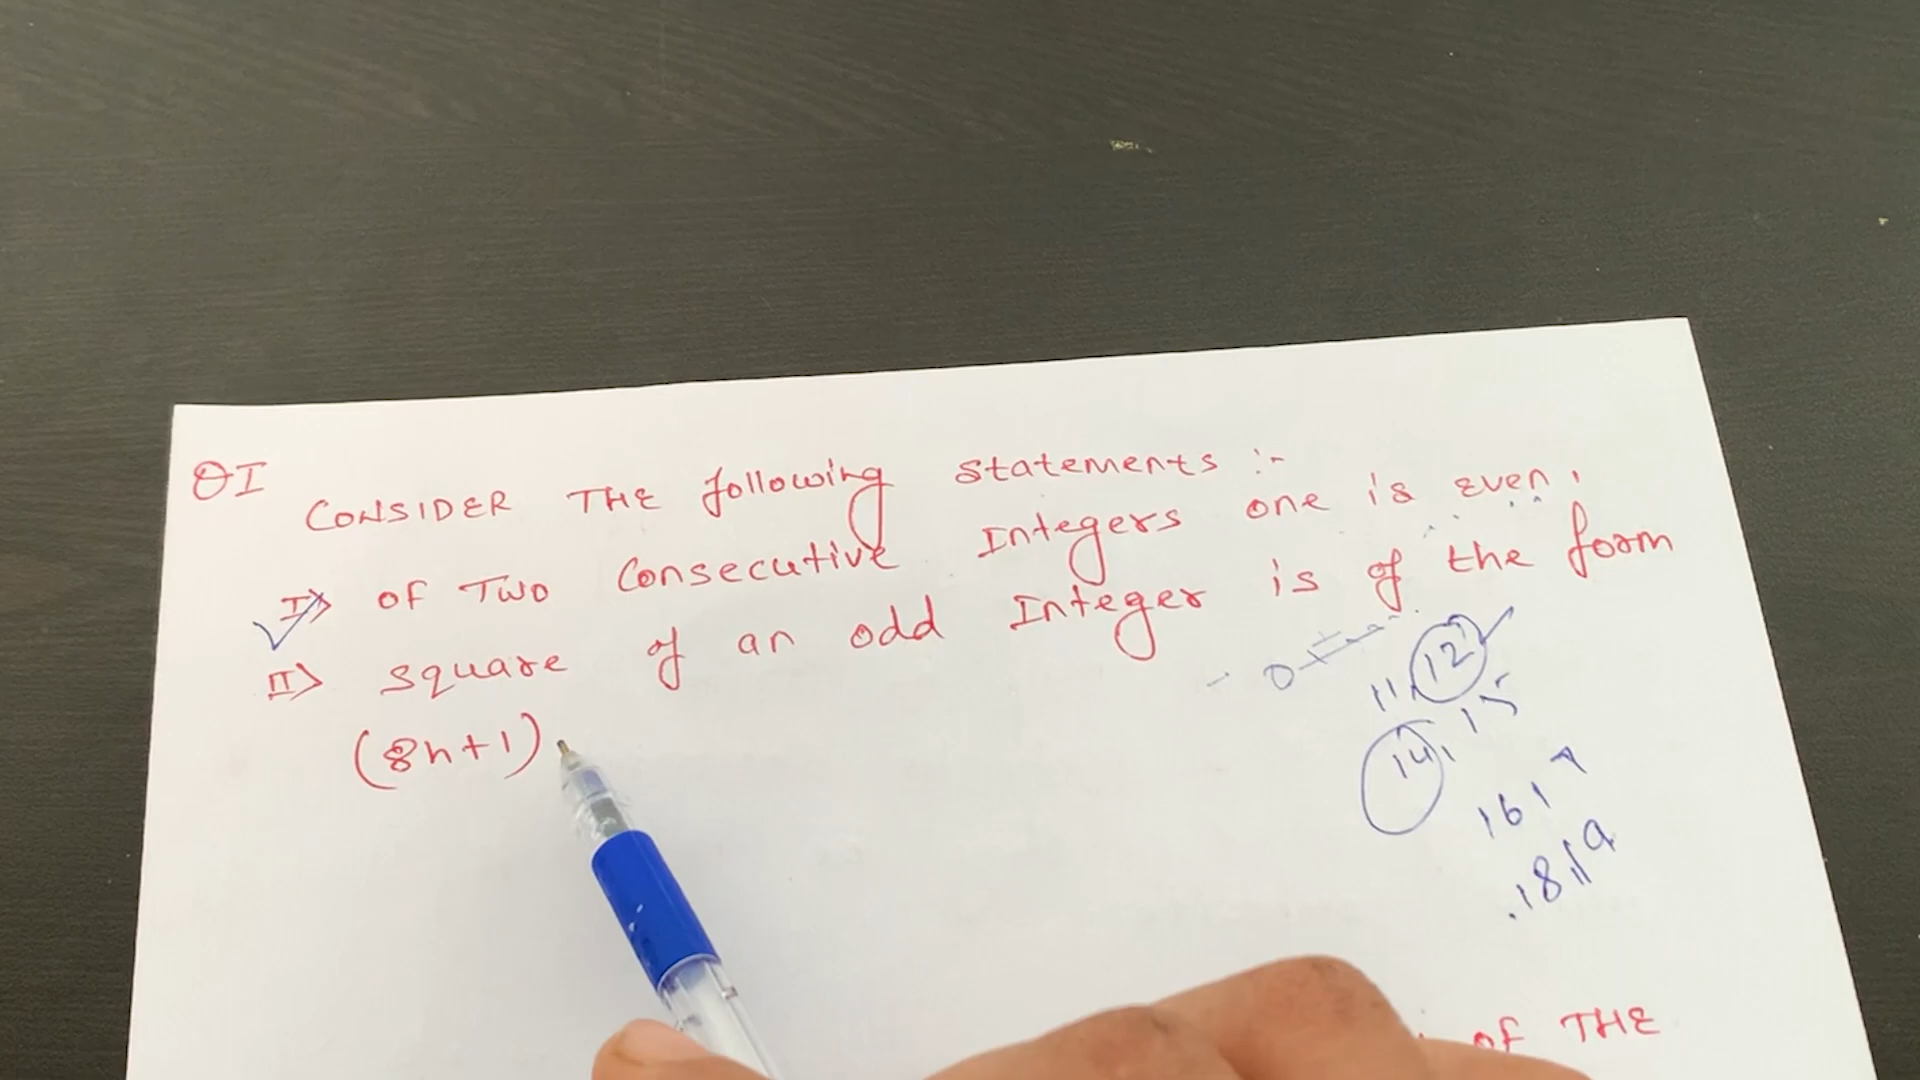 QI
CONSIDER THE following statements :-
I> OF TWO Consecutive Integers one is even.
II> square of an odd Integer is of the form
(8n+1)
11, 12
14, 15
16 17
18, 19
OF THE